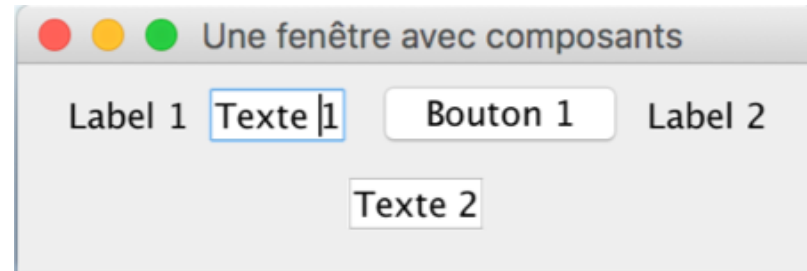 Une fenêtre avec composants
Label 1 Texte 1 Bouton 1 Label 2
Texte 2